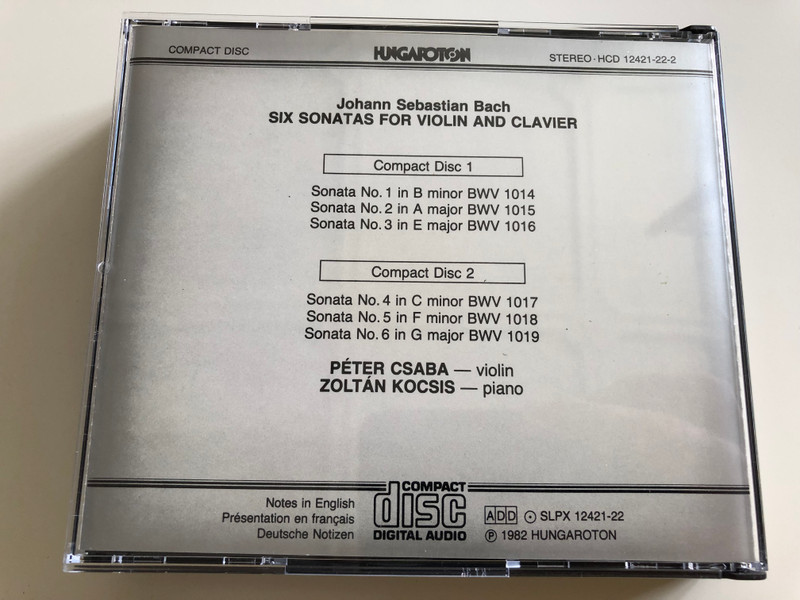 COMPACT DISC
HUNGAROTON
STEREO · HCD 12421-22-2
Johann Sebastian Bach
SIX SONATAS FOR VIOLIN AND CLAVIER
Compact Disc 1
Sonata No. 1 in B minor BWV 1014
Sonata No. 2 in A major BWV 1015
Sonata No. 3 in E major BWV 1016
Compact Disc 2
Sonata No. 4 in C minor BWV 1017
Sonata No. 5 in F minor BWV 1018
Sonata No. 6 in G major BWV 1019
PÉTER CSABA — violin
ZOLTÁN KOCSIS — piano
Notes in English
Présentation en français
Deutsche Notizen
COMPACT
disc
DIGITAL AUDIO
ADD ⊙ SLPX 12421-22
℗ 1982 HUNGAROTON